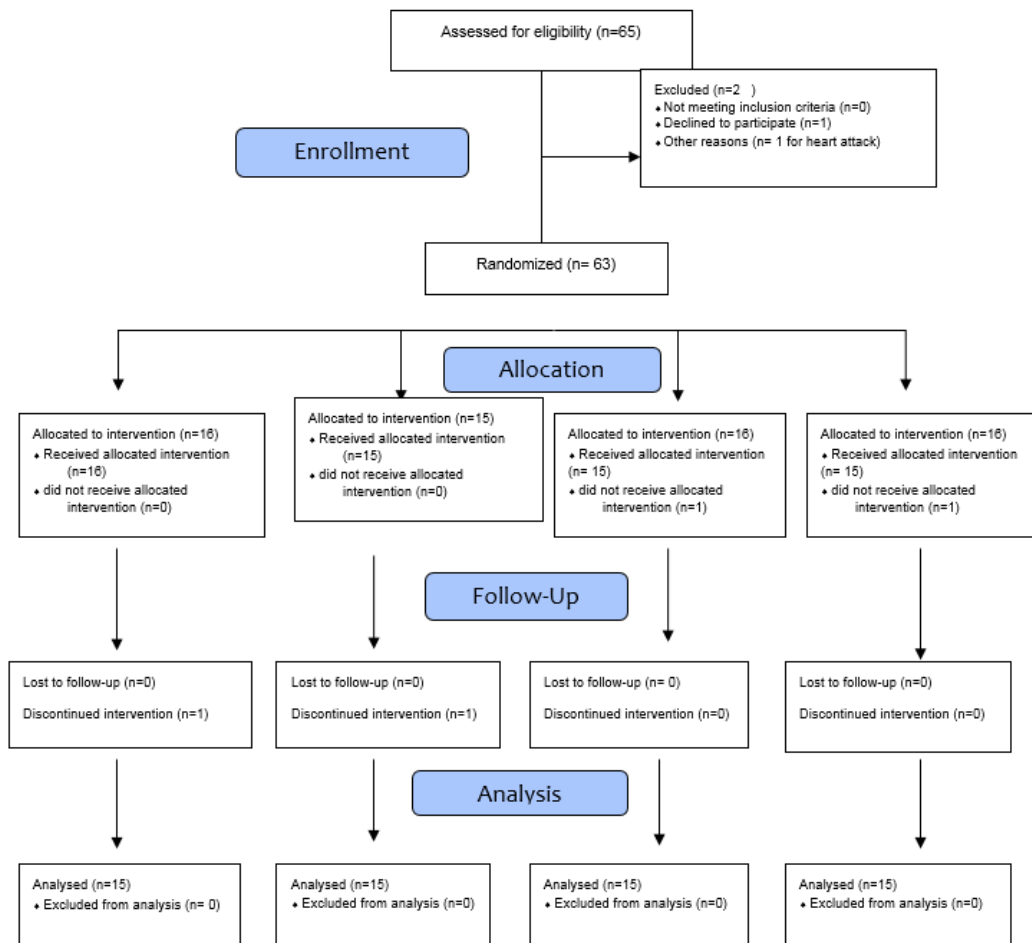 Assessed for eligibility (n=65)
Excluded (n=2 )
♦ Not meeting inclusion criteria (n=0)
♦ Declined to participate (n=1)
♦ Other reasons (n= 1 for heart attack)
Enrollment
Randomized (n= 63)
Allocation
Allocated to intervention (n=16)
♦ Received allocated intervention
(n=16)
♦ did not receive allocated
intervention (n=0)
Allocated to intervention (n=15)
♦ Received allocated intervention
(n=15)
♦ did not receive allocated
intervention (n=0)
Allocated to intervention (n=16)
♦ Received allocated intervention
(n= 15)
♦ did not receive allocated
intervention (n=1)
Allocated to intervention (n=16)
♦ Received allocated intervention
(n= 15)
♦ did not receive allocated
intervention (n=1)
Follow-Up
Lost to follow-up (n=0)
Discontinued intervention (n=1)
Lost to follow-up (n=0)
Discontinued intervention (n=1)
Lost to follow-up (n= 0)
Discontinued intervention (n=0)
Lost to follow-up (n=0)
Discontinued intervention (n=0)
Analysis
Analysed (n=15)
♦ Excluded from analysis (n= 0)
Analysed (n=15)
♦ Excluded from analysis (n=0)
Analysed (n=15)
♦ Excluded from analysis (n=0)
Analysed (n=15)
♦ Excluded from analysis (n=0)